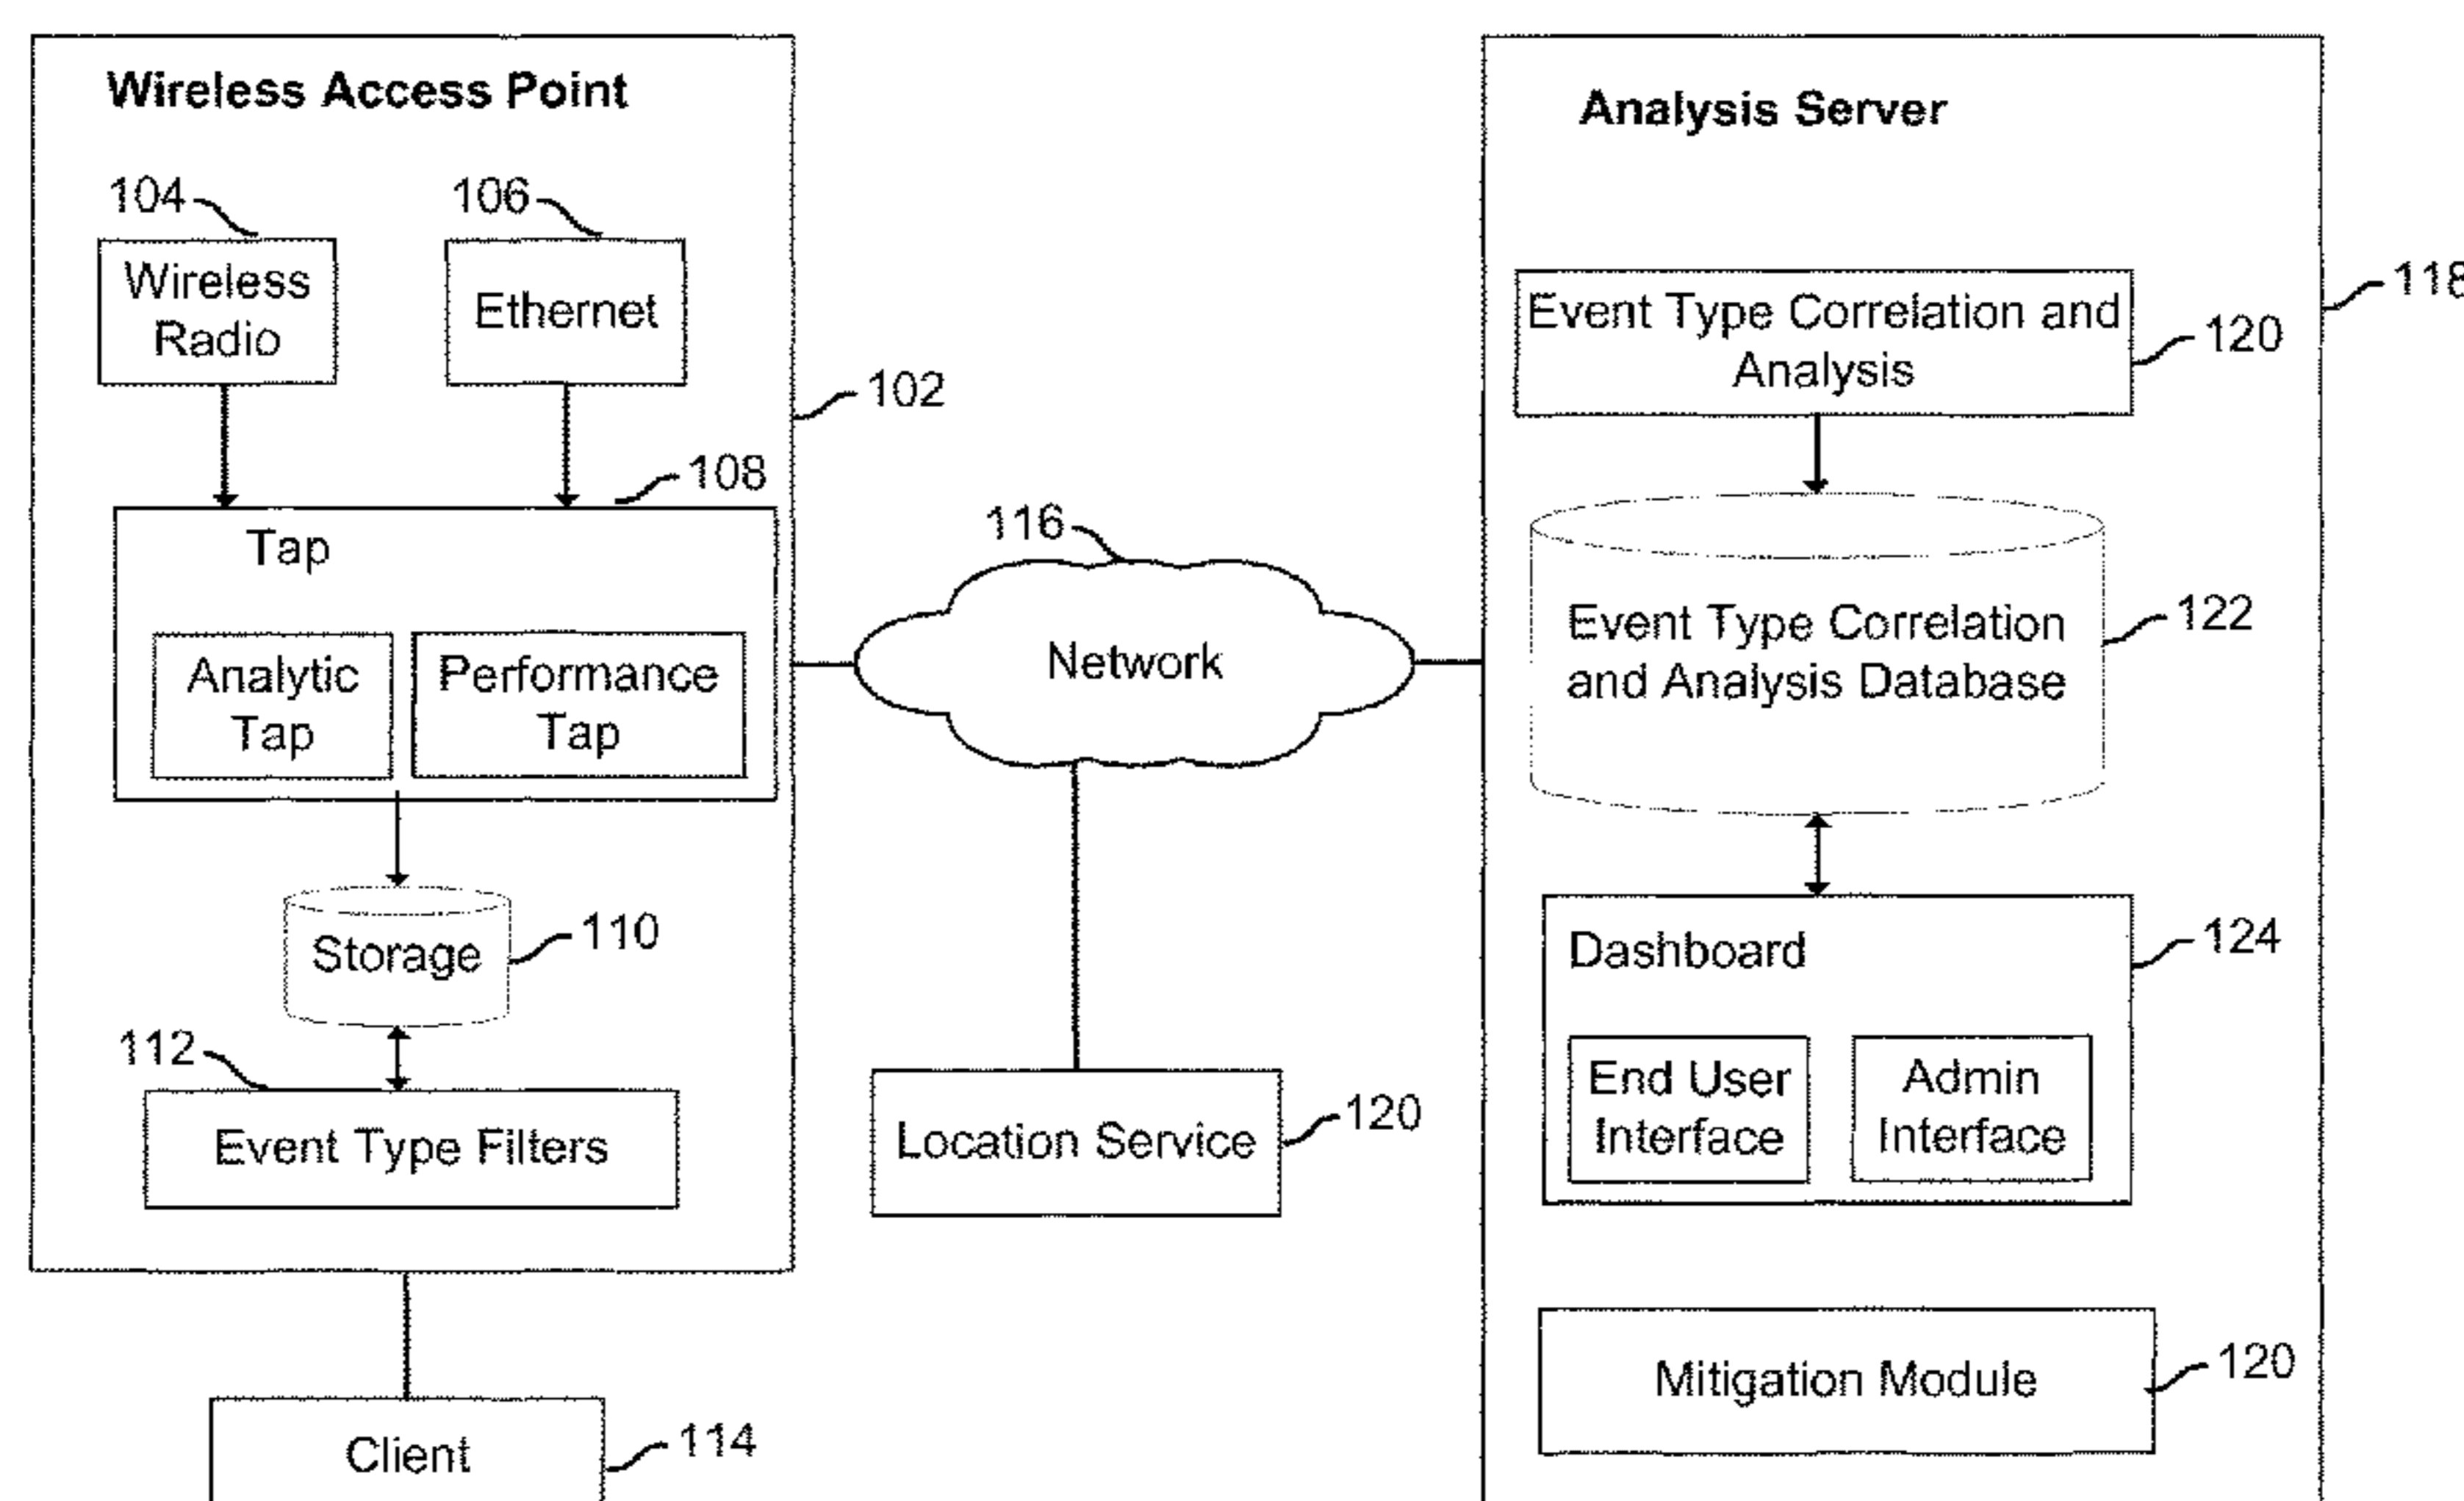 Wireless Access Point
104
106
Wireless
Radio
Ethernet
102
108
Tap
Analytic
Tap
Performance
Tap
Storage
110
112
Event Type Filters
Client
114
116
Network
Location Service
120
Analysis Server
118
Event Type Correlation and
Analysis
120
Event Type Correlation
and Analysis Database
122
Dashboard
124
End User
Interface
Admin
Interface
Mitigation Module
120